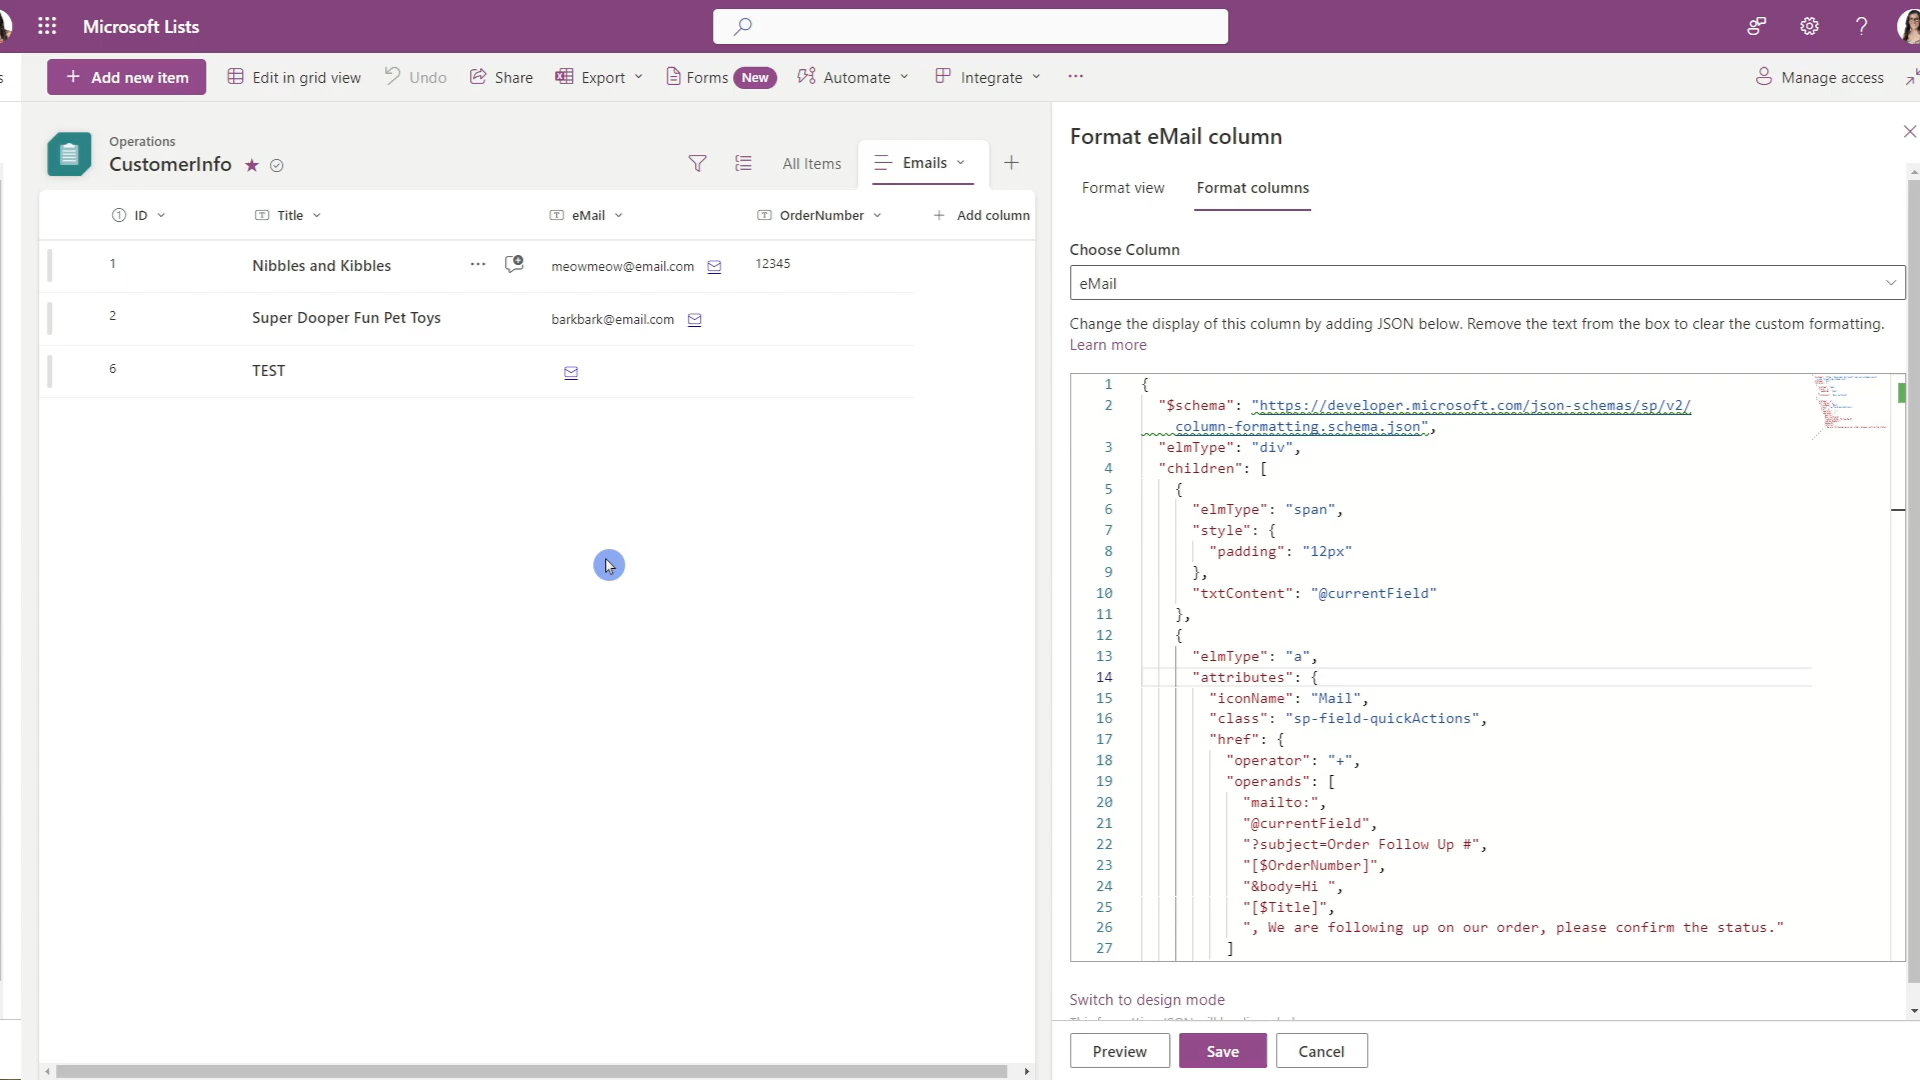 Microsoft Lists
Add new item
Edit in grid view
Undo
Share
Export
Forms New
Automate
Integrate
Manage access
Operations
CustomerInfo
All Items
Emails
ID
Title
eMail
OrderNumber
Add column
1
Nibbles and Kibbles
meowmeow@email.com
12345
2
Super Dooper Fun Pet Toys
barkbark@email.com
6
TEST
Format eMail column
Format view
Format columns
Choose Column
eMail
Change the display of this column by adding JSON below. Remove the text from the box to clear the custom formatting.
Learn more
1 {
2 "$schema": "https://developer.microsoft.com/json-schemas/sp/v2/
column-formatting.schema.json",
3 "elmType": "div",
4 "children": [
5 {
6 "elmType": "span",
7 "style": {
8 "padding": "12px"
9 },
10 "txtContent": "@currentField"
11 },
12 {
13 "elmType": "a",
14 "attributes": {
15 "iconName": "Mail",
16 "class": "sp-field-quickActions",
17 "href": {
18 "operator": "+",
19 "operands": [
20 "mailto:",
21 "@currentField",
22 "?subject=Order Follow Up #",
23 "[$OrderNumber]",
24 "&body=Hi ",
25 "[$Title]",
26 ", We are following up on our order, please confirm the status."
27 ]
Switch to design mode
Preview
Save
Cancel